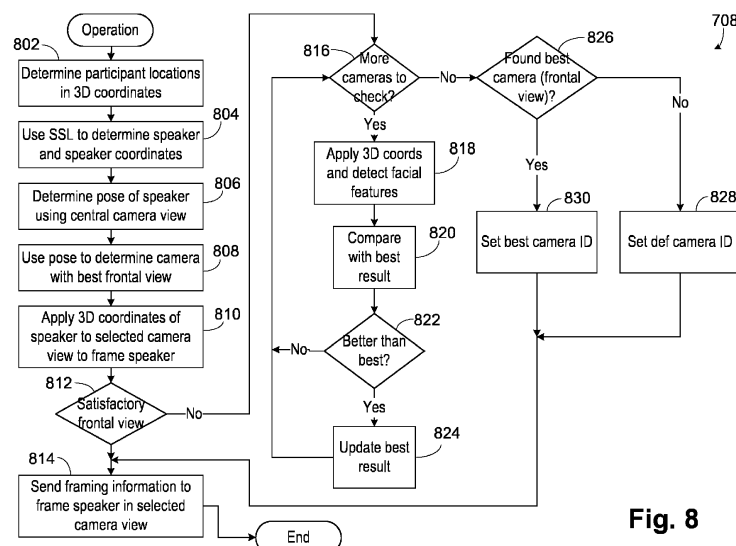 Operation
802
Determine participant locations
in 3D coordinates
804
Use SSL to determine speaker
and speaker coordinates
806
Determine pose of speaker
using central camera view
808
Use pose to determine camera
with best frontal view
810
Apply 3D coordinates of
speaker to selected camera
view to frame speaker
812
Satisfactory
frontal view
No
814
Send framing information to
frame speaker in selected
camera view
End
816
More
cameras to
check?
No
Yes
818
Apply 3D coords
and detect facial
features
820
Compare
with best
result
822
Better than
best?
No
Yes
824
Update best
result
826
Found best
camera (frontal
view)?
No
Yes
830
Set best camera ID
828
Set def camera ID
708
Fig. 8